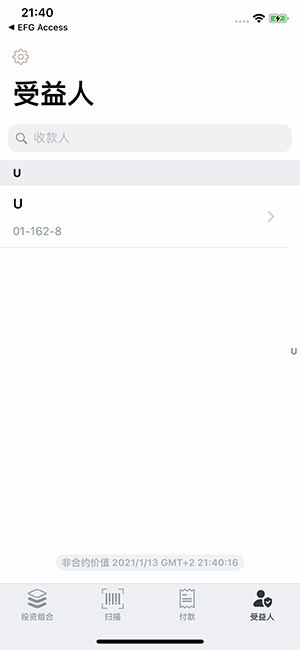 21:40
◀ EFG Access
受益人
收款人
U
U
01-162-8
U
非合约价值 2021/1/13 GMT+2 21:40:16
投资组合
扫描
付款
受益人